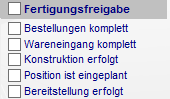 Fertigungsfreigabe
Bestellungen komplett
Wareneingang komplett
Konstruktion erfolgt
Position ist eingeplant
Bereitstellung erfolgt